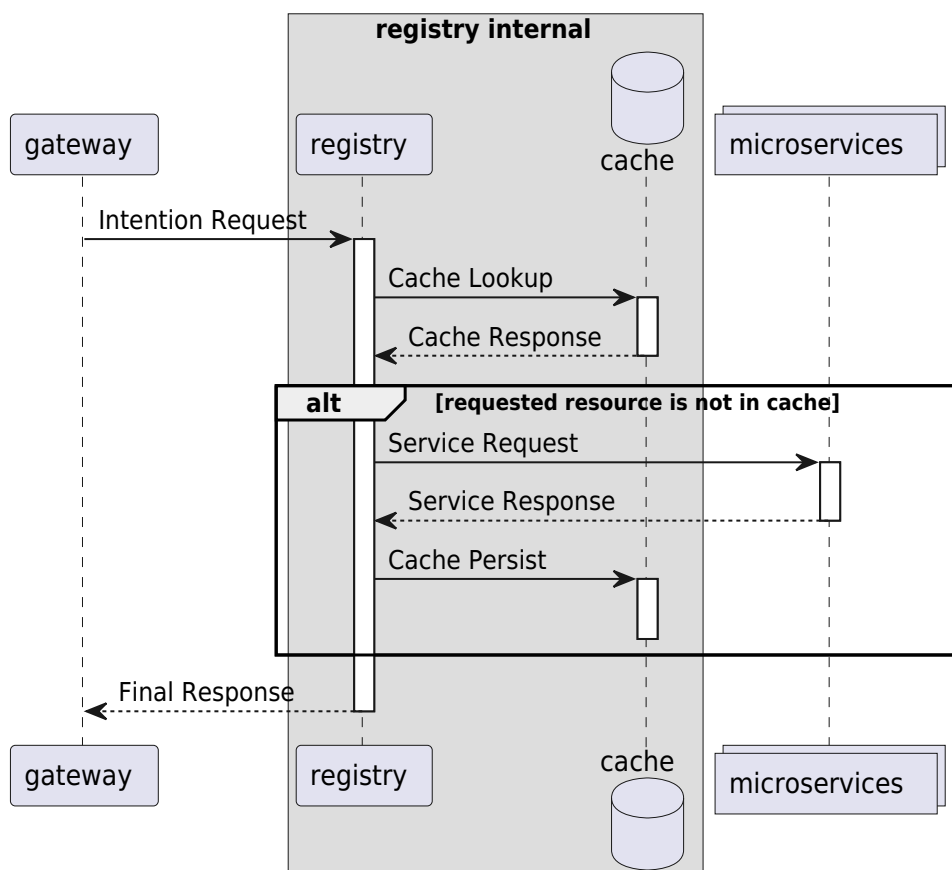 registry internal
gateway
registry
cache
microservices
Intention Request
Cache Lookup
Cache Response
alt
[requested resource is not in cache]
Service Request
Service Response
Cache Persist
Final Response
gateway
registry
cache
microservices